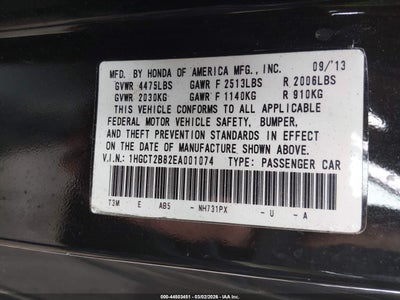 MFD. BY HONDA OF AMERICA MFG., INC. 09/'13
GVWR 4475LBS GAWR F 2513LBS R 2006LBS
GVWR 2030KG GAWR F 1140KG R 910KG
THIS VEHICLE CONFORMS TO ALL APPLICABLE
FEDERAL MOTOR VEHICLE SAFETY, BUMPER,
AND THEFT PREVENTION STANDARDS IN EFFECT
ON THE DATE OF MANUFACTURE SHOWN ABOVE.
V.I.N.: 1HGCT2B82EA001074 TYPE: PASSENGER CAR
T3M E AB5 - NH731PX - U - A
000-44503451 - 03/02/2026 - IAA Inc.